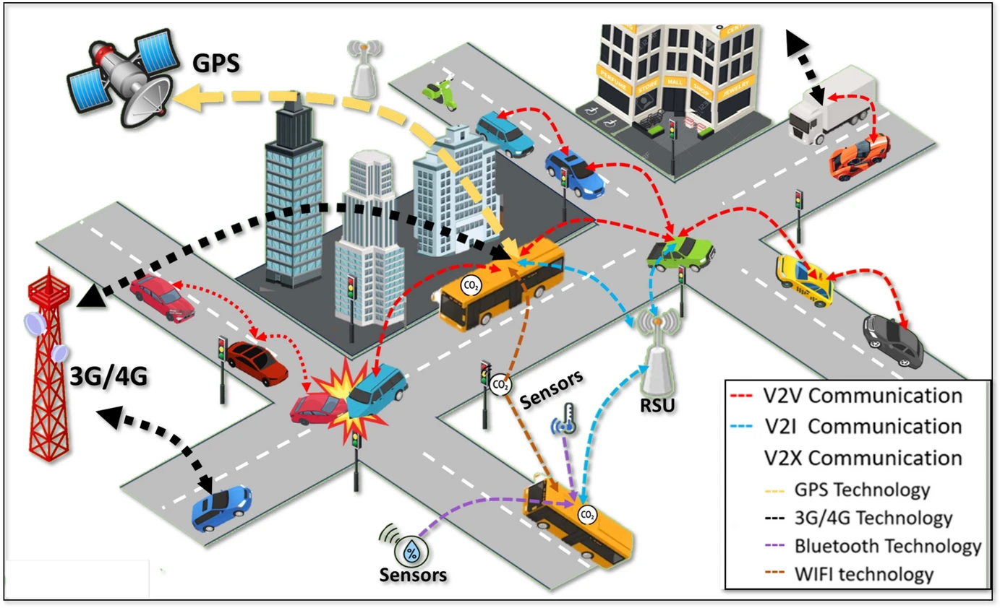 GPS
CENT
PERFUME
STORE
MALL
SHOP
JEWELRY
CO2
3G/4G
CO2
Sensors
RSU
CO2
Sensors
%
V2V Communication
V2I Communication
V2X Communication
GPS Technology
3G/4G Technology
Bluetooth Technology
WIFI technology